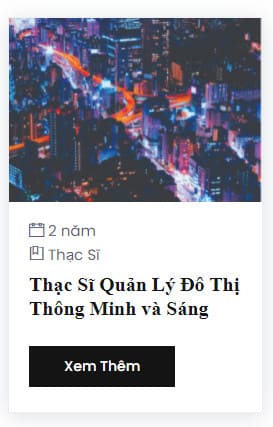 2 năm
Thạc Sĩ
Thạc Sĩ Quản Lý Đô Thị
Thông Minh và Sáng
Xem Thêm